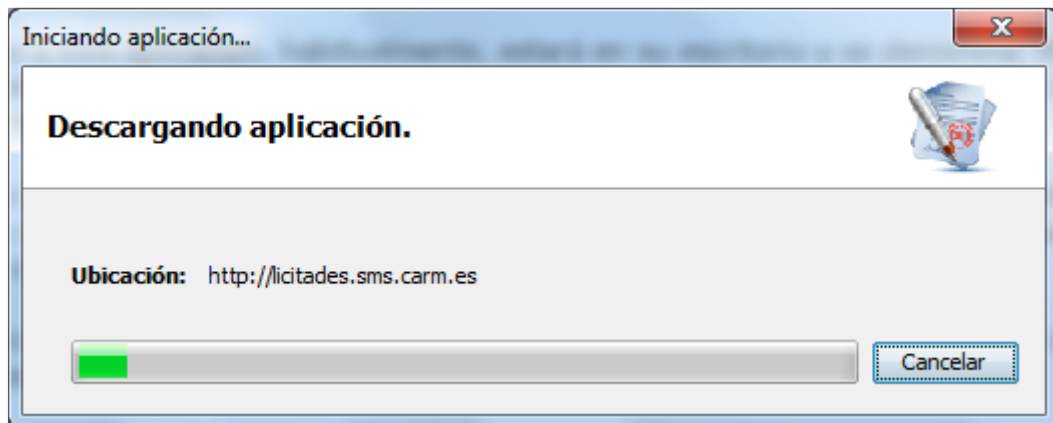 Iniciando aplicación...
Descargando aplicación.
Ubicación: http://licitades.sms.carm.es
Cancelar